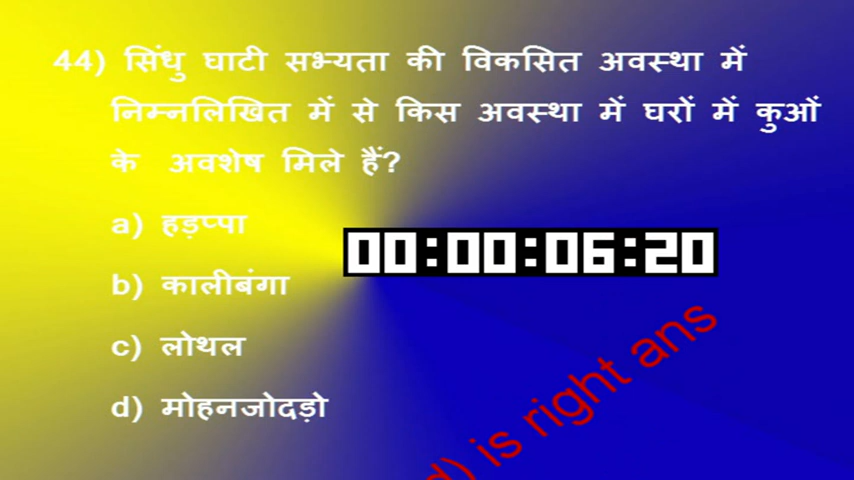 44) सिंधु घाटी सभ्यता की विकसित अवस्था में
निम्नलिखित में से किस अवस्था में घरों में कुओं
के अवशेष मिले हैं?
a) हड़प्पा
00:00:06:20
b) कालीबंगा
c) लोथल
d) मोहनजोदड़ो
d) is right ans